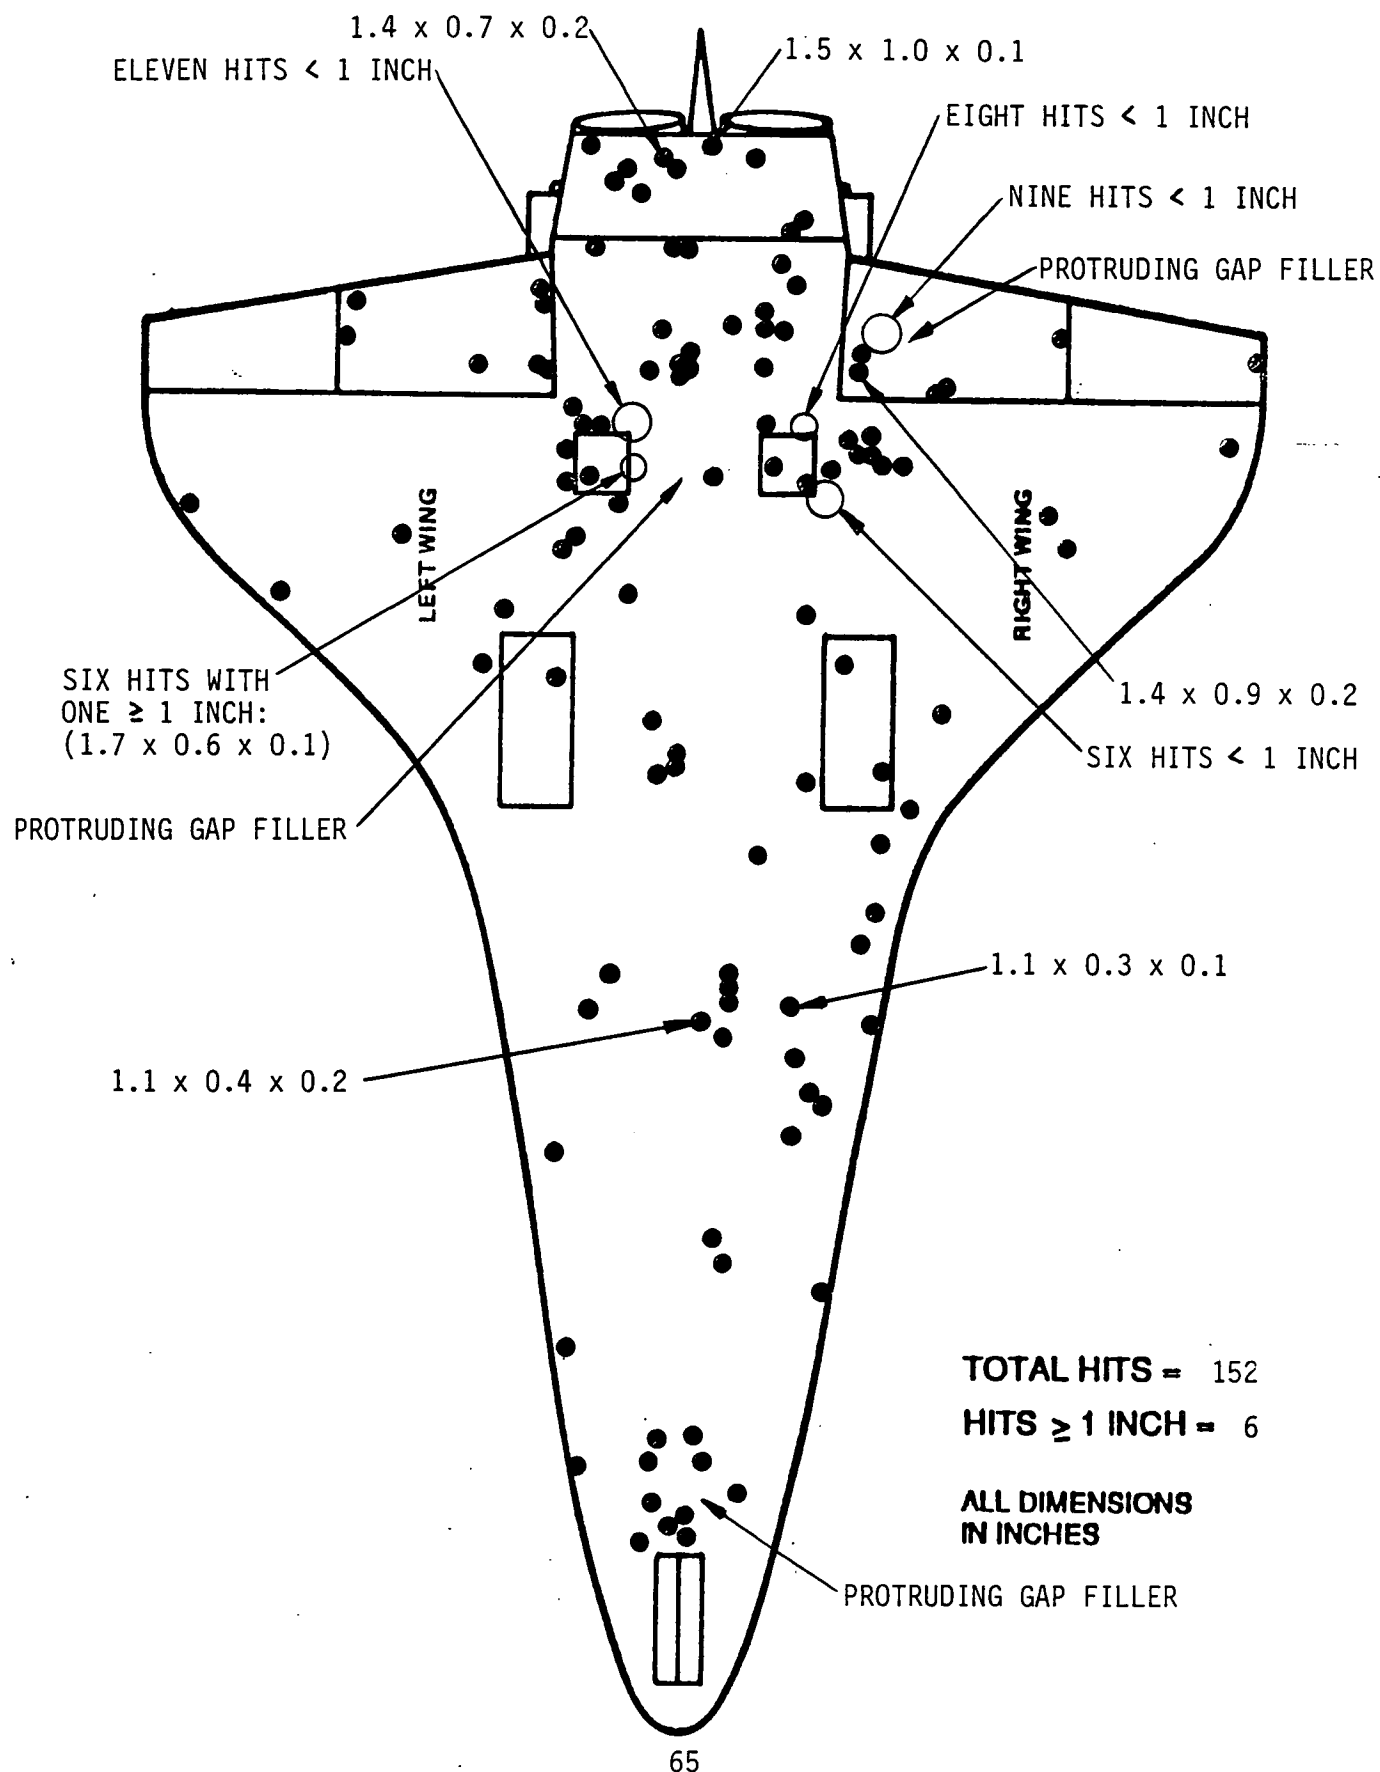 1.4 x 0.7 x 0.2
1.5 x 1.0 x 0.1
ELEVEN HITS < 1 INCH
EIGHT HITS < 1 INCH
NINE HITS < 1 INCH
PROTRUDING GAP FILLER
LEFT WING
RIGHT WING
SIX HITS WITH
ONE ≥ 1 INCH:
(1.7 x 0.6 x 0.1)
1.4 x 0.9 x 0.2
SIX HITS < 1 INCH
PROTRUDING GAP FILLER
1.1 x 0.3 x 0.1
1.1 x 0.4 x 0.2
TOTAL HITS = 152
HITS ≥ 1 INCH = 6
ALL DIMENSIONS
IN INCHES
PROTRUDING GAP FILLER
65